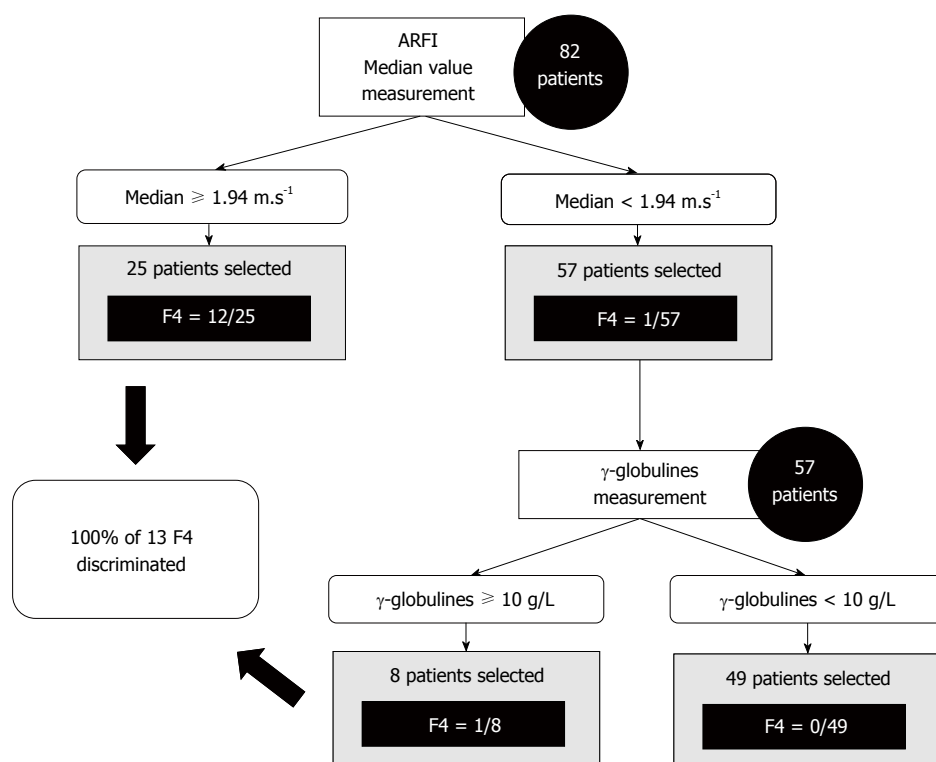 ARFI
Median value
measurement
82
patients
Median ⩾ 1.94 m.s⁻¹
Median < 1.94 m.s⁻¹
25 patients selected
F4 = 12/25
57 patients selected
F4 = 1/57
γ-globulines
measurement
57
patients
100% of 13 F4
discriminated
γ-globulines ⩾ 10 g/L
γ-globulines < 10 g/L
8 patients selected
F4 = 1/8
49 patients selected
F4 = 0/49